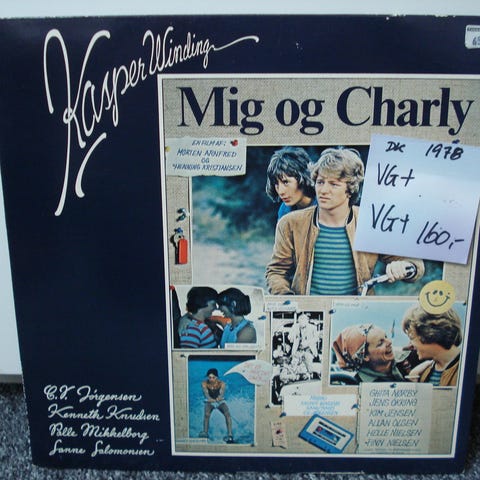 Kasper Winding
Mig og Charly
EN FILM AF:
MORTEN ARNFRED
OG
HENNING KRISTIANSEN
DK 1978
VG+
VG+ 160,-
C.V. Jørgensen
Kenneth Knudsen
Palle Mikkelborg
Sanne Salomonsen
GHITA NØRBY
JENS OKKING
KIM JENSEN
ALLAN OLSEN
HELLE NIELSEN
FINN NIELSEN